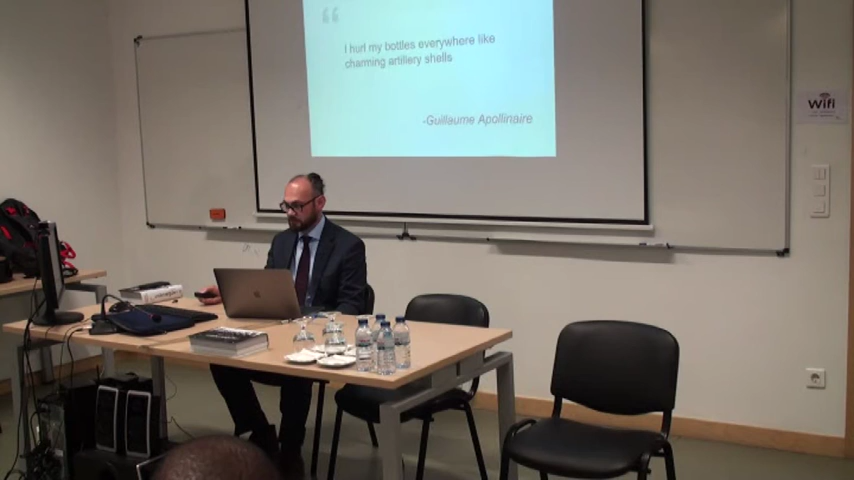 “
I hurl my bottles everywhere like
charming artillery shells
-Guillaume Apollinaire
Wifi